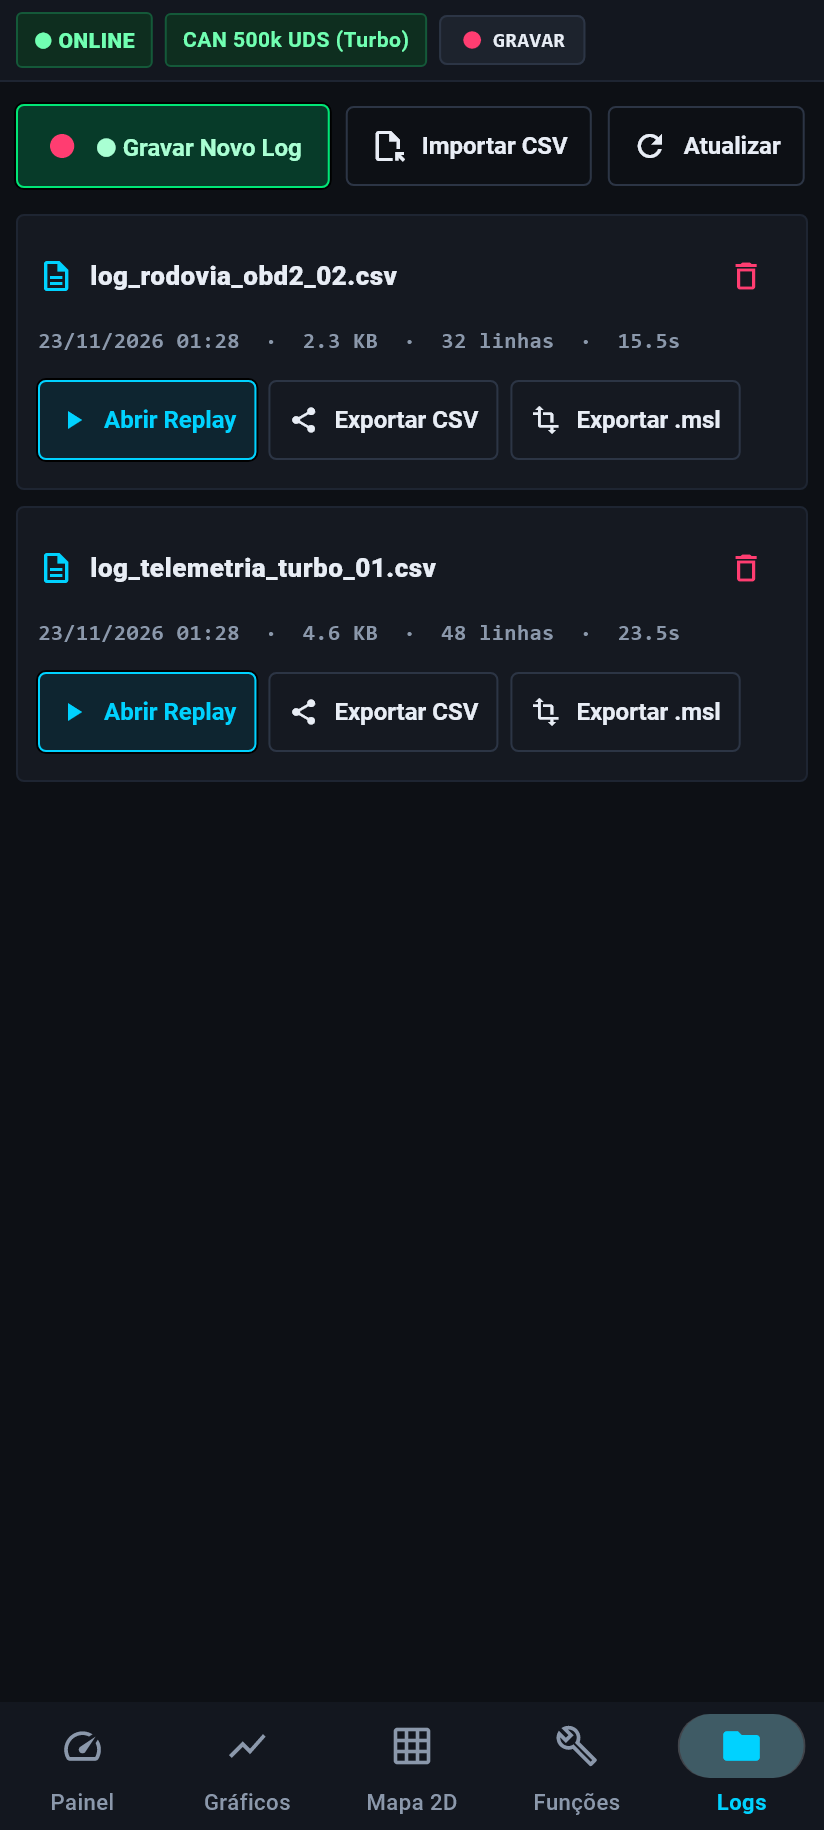 ● ONLINE
CAN 500k UDS (Turbo)
GRAVAR
● Gravar Novo Log
Importar CSV
Atualizar
log_rodovia_obd2_02.csv
23/11/2026 01:28 · 2.3 KB · 32 linhas · 15.5s
Abrir Replay
Exportar CSV
Exportar .msl
log_telemetria_turbo_01.csv
23/11/2026 01:28 · 4.6 KB · 48 linhas · 23.5s
Abrir Replay
Exportar CSV
Exportar .msl
Painel
Gráficos
Mapa 2D
Funções
Logs